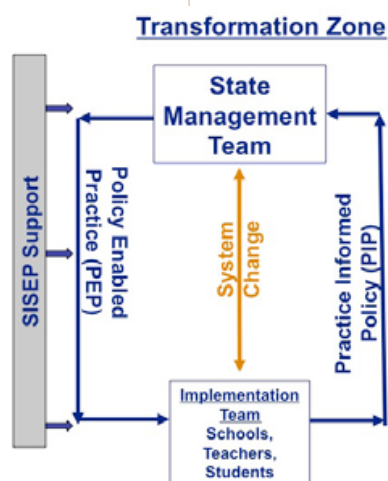 Transformation Zone
State
Management
Team
SISEP Support
Policy Enabled
Practice (PEP)
System
Change
Practice Informed
Policy (PIP)
Implementation
Team
Schools,
Teachers,
Students